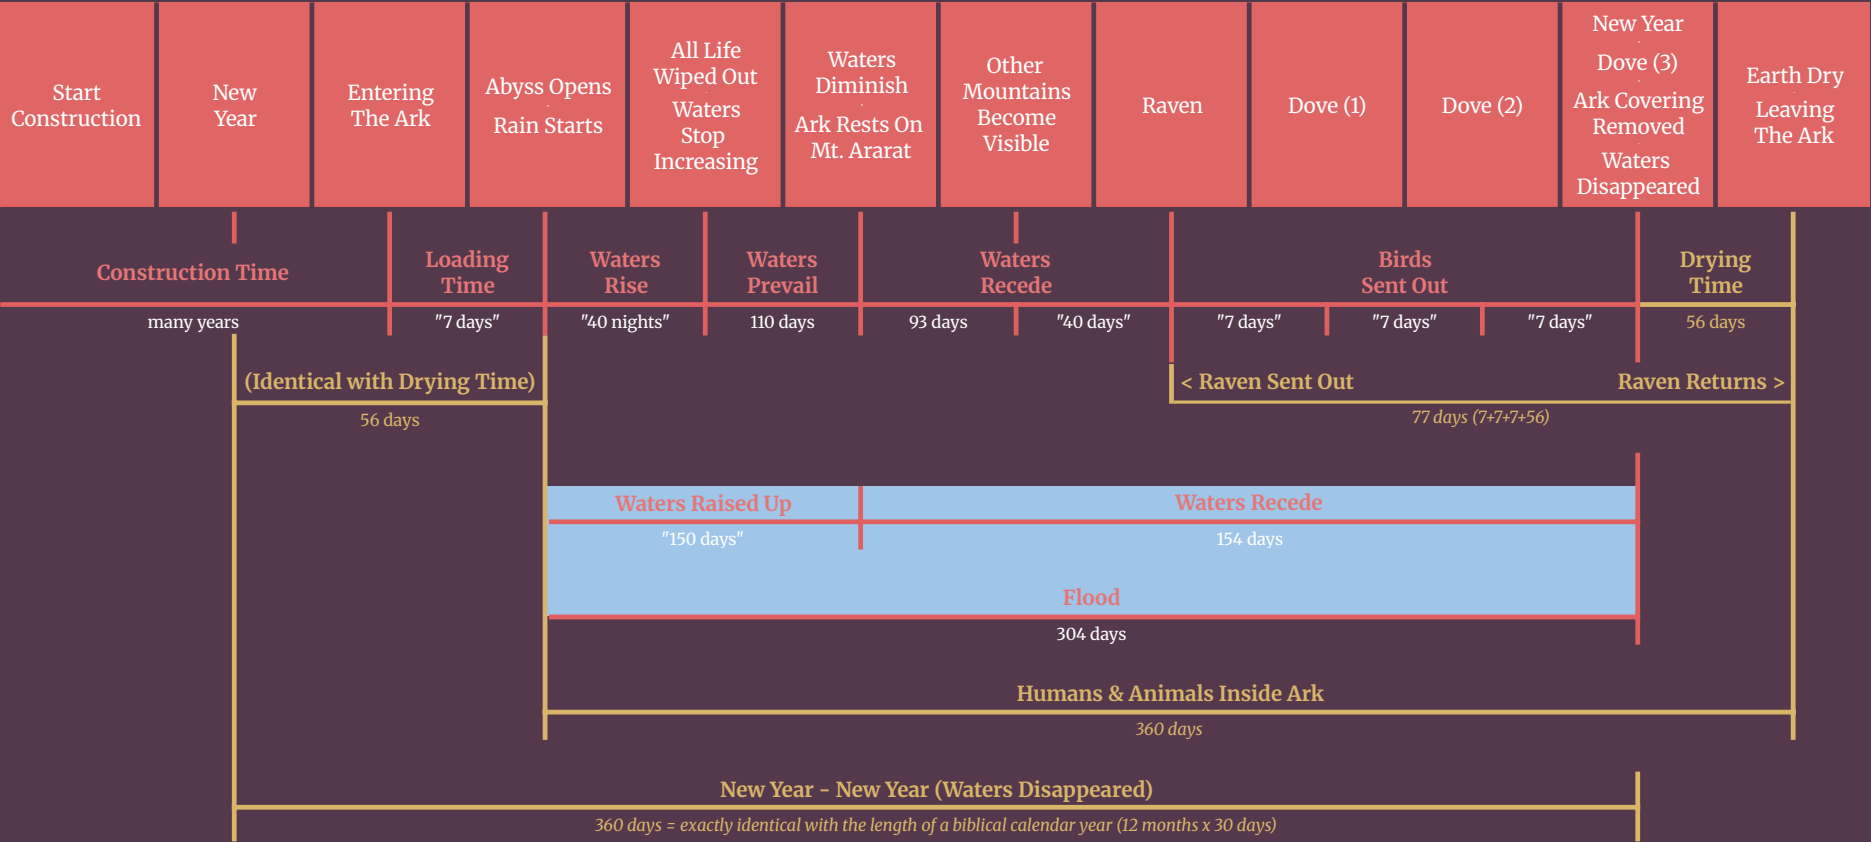 Start
Construction
New
Year
Entering
The Ark
Abyss Opens
Rain Starts
All Life
Wiped Out
Waters
Stop
Increasing
Waters
Diminish
Ark Rests On
Mt. Ararat
Other
Mountains
Become
Visible
Raven
Dove (1)
Dove (2)
New Year
Dove (3)
Ark Covering
Removed
Waters
Disappeared
Earth Dry
Leaving
The Ark
Construction Time
Loading
Time
Waters
Rise
Waters
Prevail
Waters
Recede
Birds
Sent Out
Drying
Time
many years
"7 days"
"40 nights"
110 days
93 days
"40 days"
"7 days"
"7 days"
"7 days"
56 days
(Identical with Drying Time)
56 days
< Raven Sent Out
Raven Returns >
77 days (7+7+7+56)
Waters Raised Up
Waters Recede
"150 days"
154 days
Flood
304 days
Humans & Animals Inside Ark
360 days
New Year - New Year (Waters Disappeared)
360 days = exactly identical with the length of a biblical calendar year (12 months x 30 days)